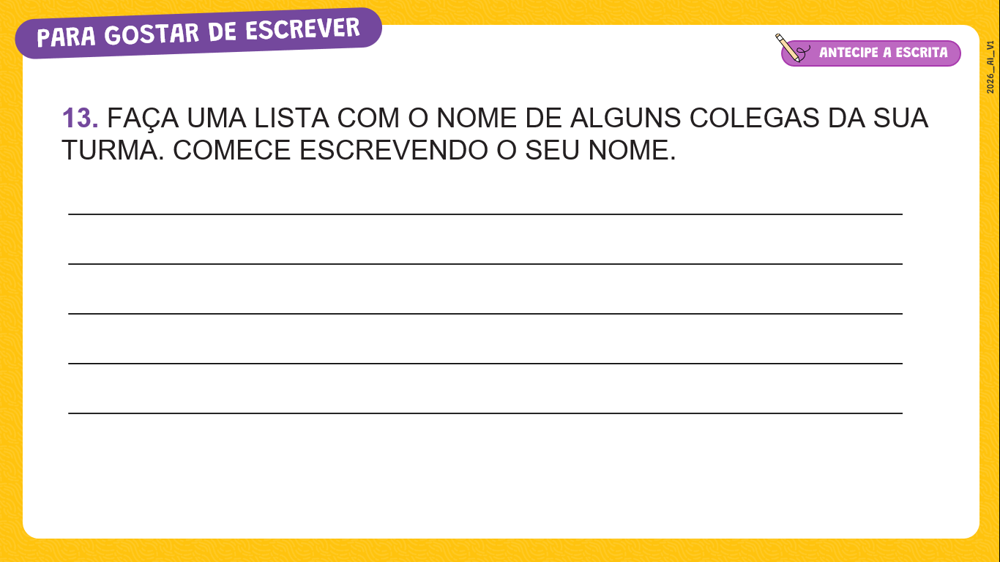 PARA GOSTAR DE ESCREVER
ANTECIPE A ESCRITA
2026_AI_V1
13. FAÇA UMA LISTA COM O NOME DE ALGUNS COLEGAS DA SUA
TURMA. COMECE ESCREVENDO O SEU NOME.